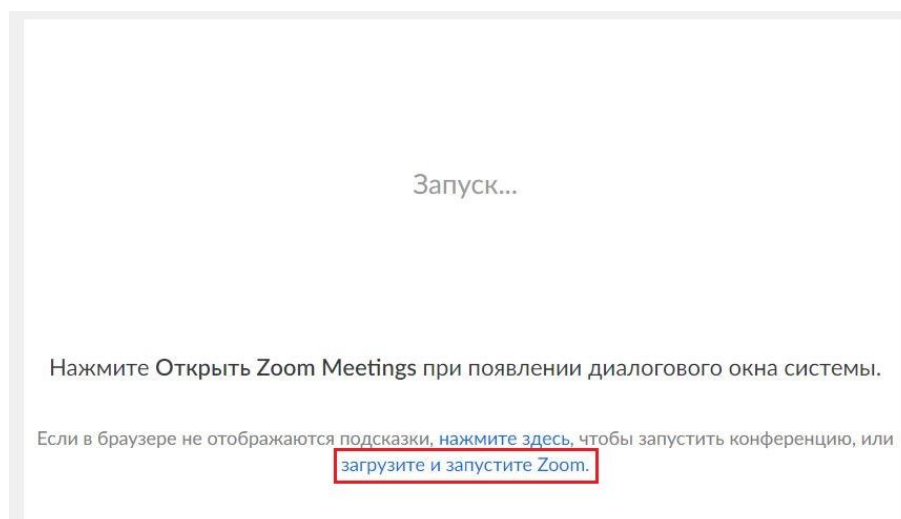 Запуск...
Нажмите Открыть Zoom Meetings при появлении диалогового окна системы.
Если в браузере не отображаются подсказки, нажмите здесь, чтобы запустить конференцию, или
загрузите и запустите Zoom.